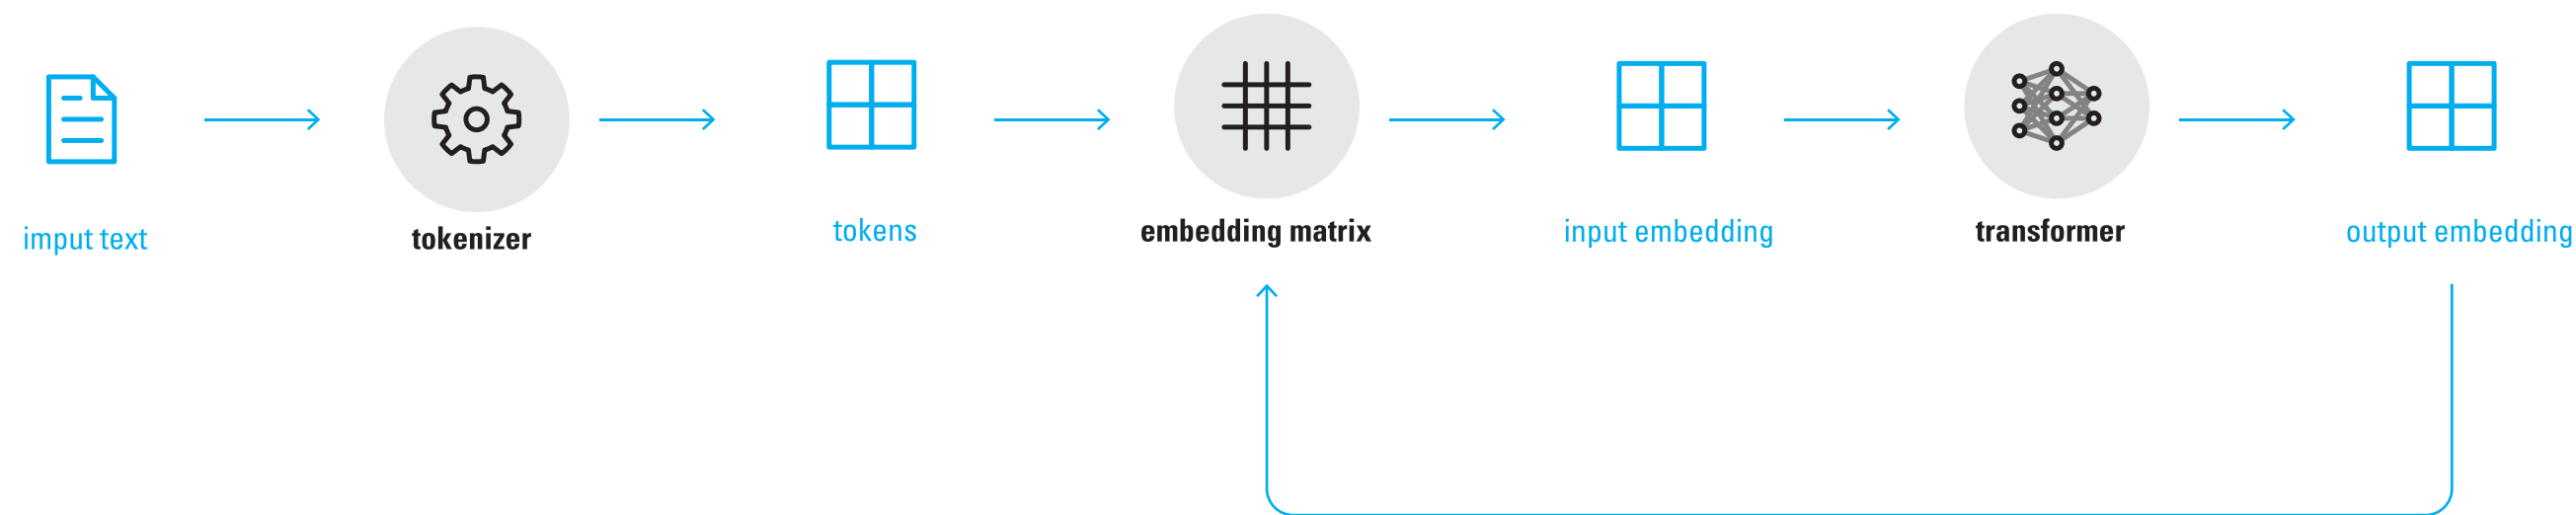 imput text
tokenizer
tokens
embedding matrix
input embedding
transformer
output embedding